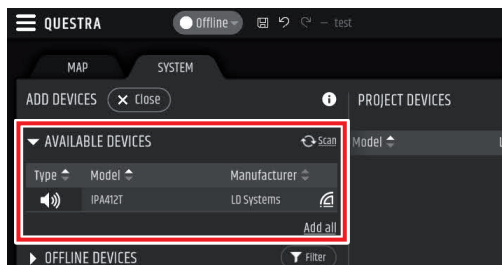 QUESTRA Offline – test
MAP SYSTEM
ADD DEVICES × Close i PROJECT DEVICES
AVAILABLE DEVICES Scan Model
Type Model Manufacturer
IPA412T LD Systems
Add all
OFFLINE DEVICES Filter